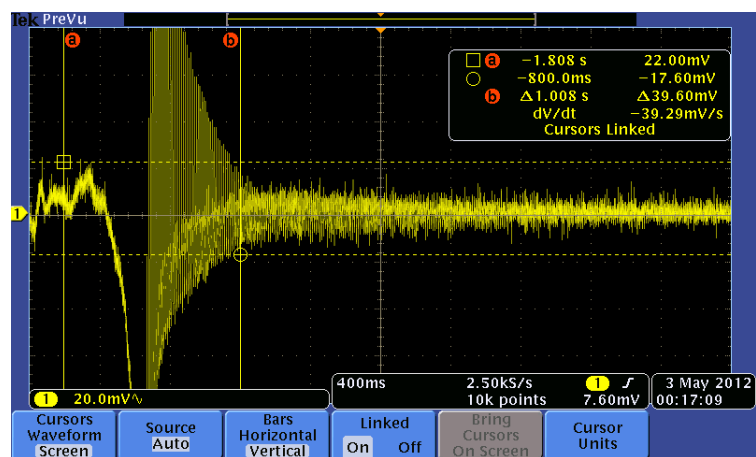 Tek PreVu
a
b
a −1.808 s 22.00mV
−800.0ms −17.60mV
b Δ1.008 s Δ39.60mV
dV/dt −39.29mV/s
Cursors Linked
1
1 20.0mV∿
400ms 2.50kS/s 1 ∫
10k points 7.60mV
3 May 2012
00:17:09
Cursors Waveform Screen
Source Auto
Bars Horizontal Vertical
Linked On Off
Bring Cursors On Screen
Cursor Units